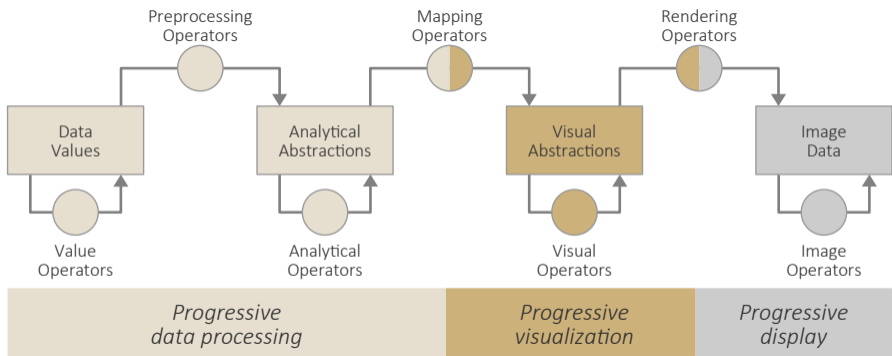 Preprocessing
Operators
Mapping
Operators
Rendering
Operators
Data
Values
Analytical
Abstractions
Visual
Abstractions
Image
Data
Value
Operators
Analytical
Operators
Visual
Operators
Image
Operators
Progressive
data processing
Progressive
visualization
Progressive
display